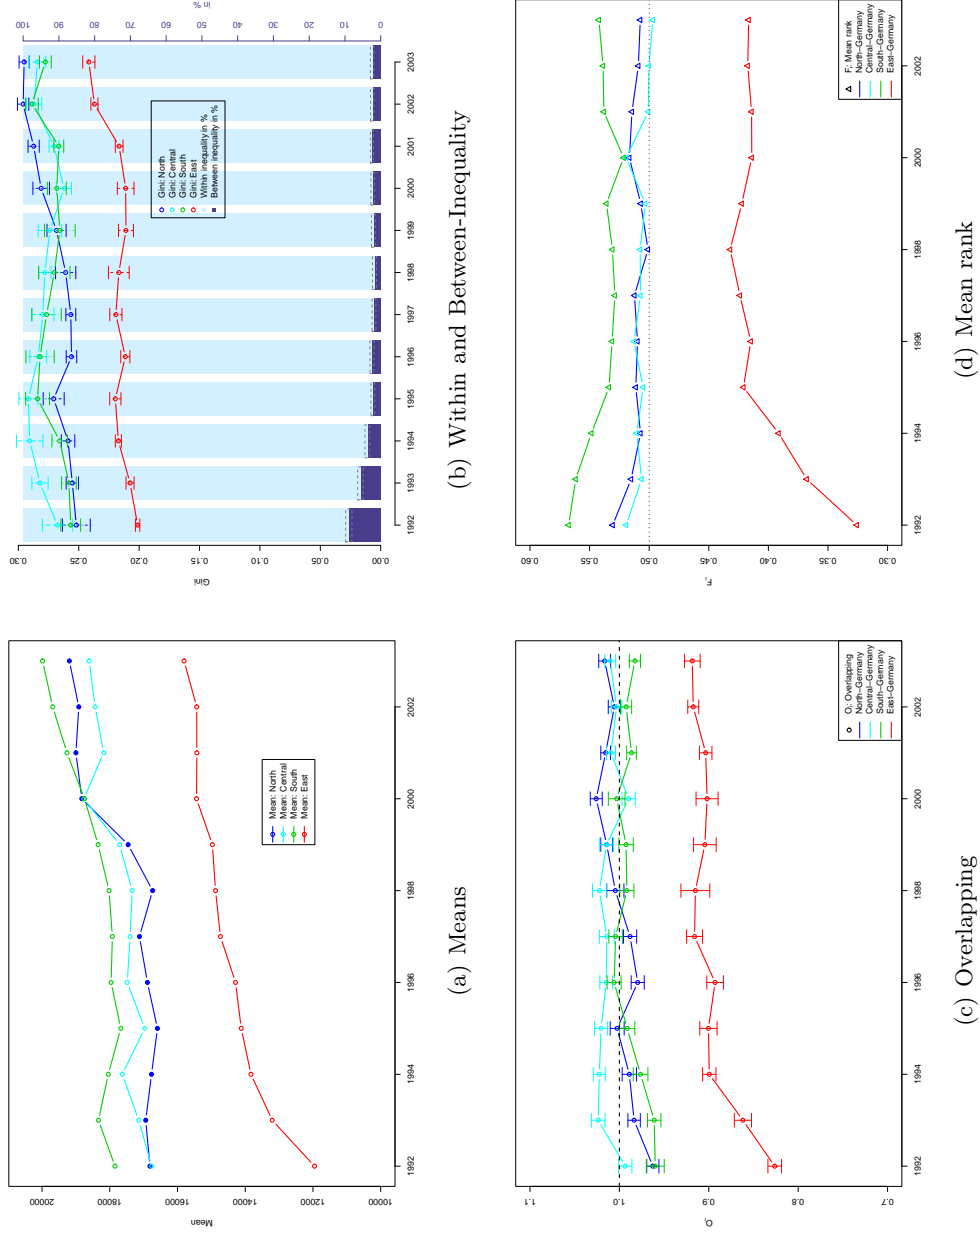 20000
18000
16000
14000
12000
10000
Mean
1992
1994
1996
1998
2000
2002
Mean: North
Mean: Central
Mean: South
Mean: East
(a) Means
0.30
0.25
0.20
0.15
0.10
0.05
0.00
Gini
100
90
80
70
30
20
10
0
in %
1992
1993
1994
1995
1996
1997
1998
1999
2000
2001
2002
2003
Gini: North
Gini: Central
Gini: South
Gini: East
Within inequality in %
Between inequality in %
(b) Within and Between-Inequality
1.1
1.0
0.9
0.8
0.7
Oi
1992
1994
1996
1998
2000
2002
Oi: Overlapping
North-Germany
Central-Germany
South-Germany
East-Germany
(c) Overlapping
0.60
0.55
0.50
0.45
0.40
0.35
0.30
Fi
1992
1994
1996
1998
2000
2002
Fi: Mean rank
North-Germany
Central-Germany
South-Germany
East-Germany
(d) Mean rank